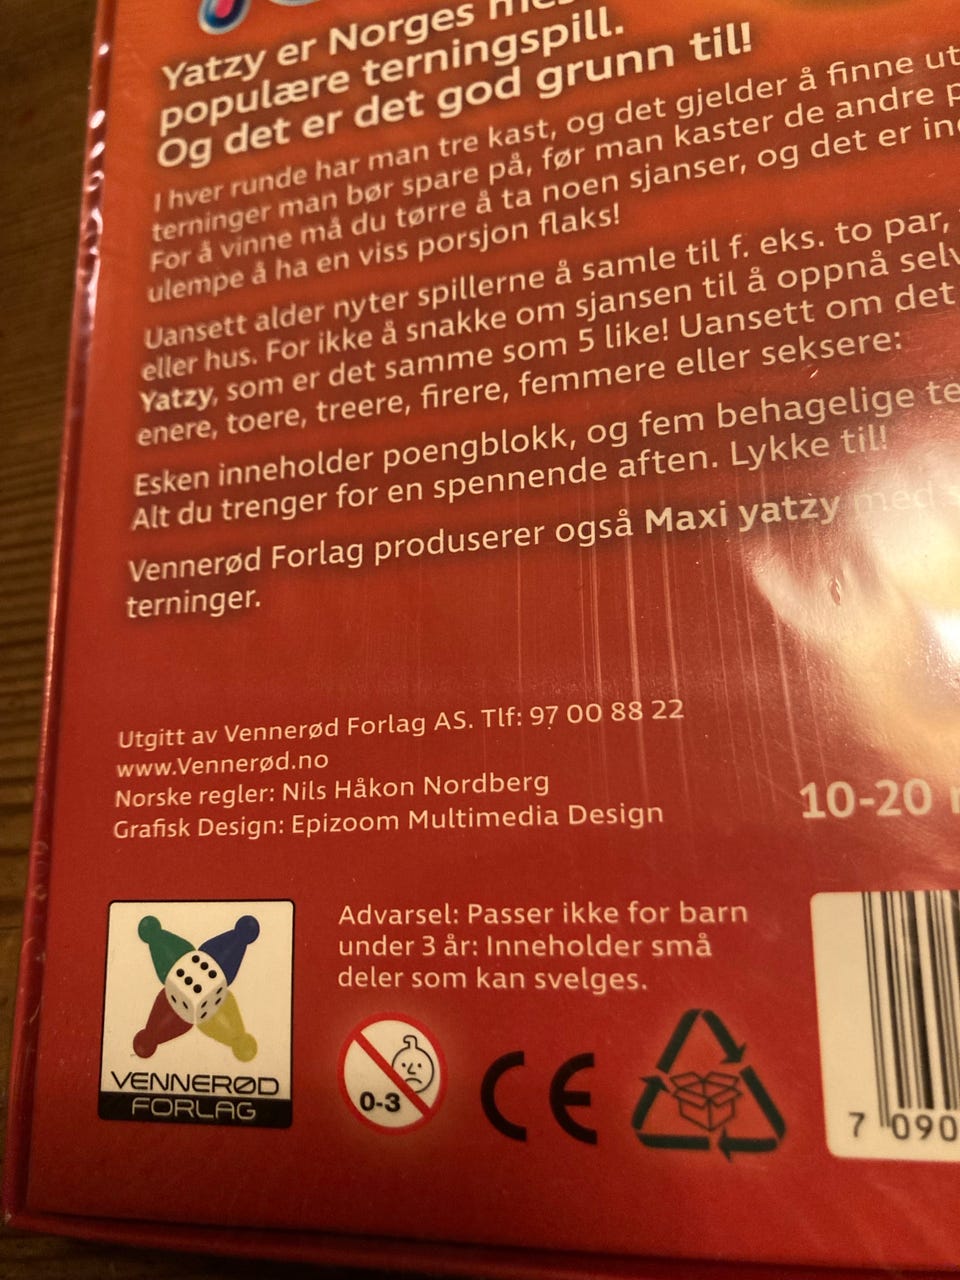 Yatzy er Norges
populære terningspill.
Og det er det god grunn til!
I hver runde har man tre kast, og det gjelder å finne ut
terninger man bør spare på, før man kaster de andre
For å vinne må du tørre å ta noen sjanser, og det er
ulempe å ha en viss porsjon flaks!
Uansett alder nyter spillerne å samle til f. eks. to par,
eller hus. For ikke å snakke om sjansen til å oppnå
Yatzy, som er det samme som 5 like! Uansett om det
enere, toere, treere, firere, femmere eller seksere:
Esken inneholder poengblokk, og fem behagelige
Alt du trenger for en spennende aften. Lykke til!
Vennerød Forlag produserer også Maxi yatzy med
terninger.
Utgitt av Vennerød Forlag AS. Tlf: 97 00 88 22
www.Vennerød.no
Norske regler: Nils Håkon Nordberg
Grafisk Design: Epizoom Multimedia Design
10-20
Advarsel: Passer ikke for barn
under 3 år: Inneholder små
deler som kan svelges.
VENNERØD
FORLAG
0-3
CE
7 090